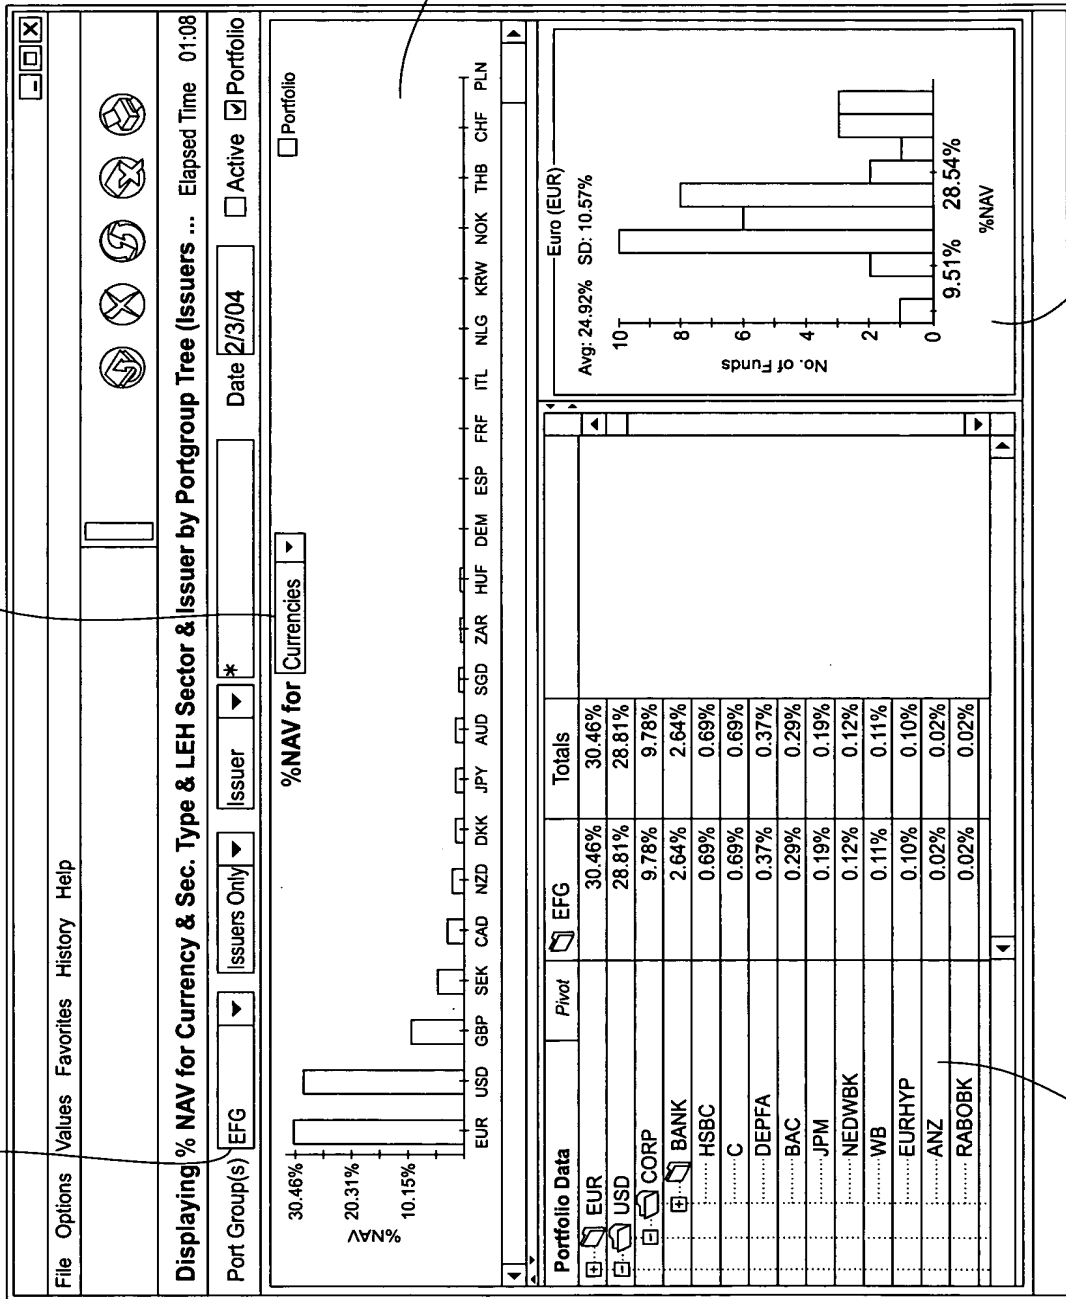 File Options Values Favorites History Help
Displaying % NAV for Currency & Sec. Type & LEH Sector & Issuer by Portgroup Tree (Issuers ... Elapsed Time 01:08
Port Group(s) EFG Issuers Only Issuer * Date 2/3/04 Active Portfolio
%NAV for Currencies
Portfolio
%NAV
30.46%
20.31%
10.15%
EUR USD GBP SEK CAD NZD DKK JPY AUD SGD ZAR HUF DEM ESP FRF ITL NLG KRW NOK THB CHF PLN
Portfolio Data Pivot EFG Totals
EUR 30.46% 30.46%
USD 28.81% 28.81%
CORP 9.78% 9.78%
BANK 2.64% 2.64%
HSBC 0.69% 0.69%
C 0.69% 0.69%
DEPFA 0.37% 0.37%
BAC 0.29% 0.29%
JPM 0.19% 0.19%
NEDWBK 0.12% 0.12%
WB 0.11% 0.11%
EURHYP 0.10% 0.10%
ANZ 0.02% 0.02%
RABOBK 0.02% 0.02%
Euro (EUR)
Avg: 24.92% SD: 10.57%
No. of Funds
10
8
6
4
2
0
9.51% 28.54%
%NAV